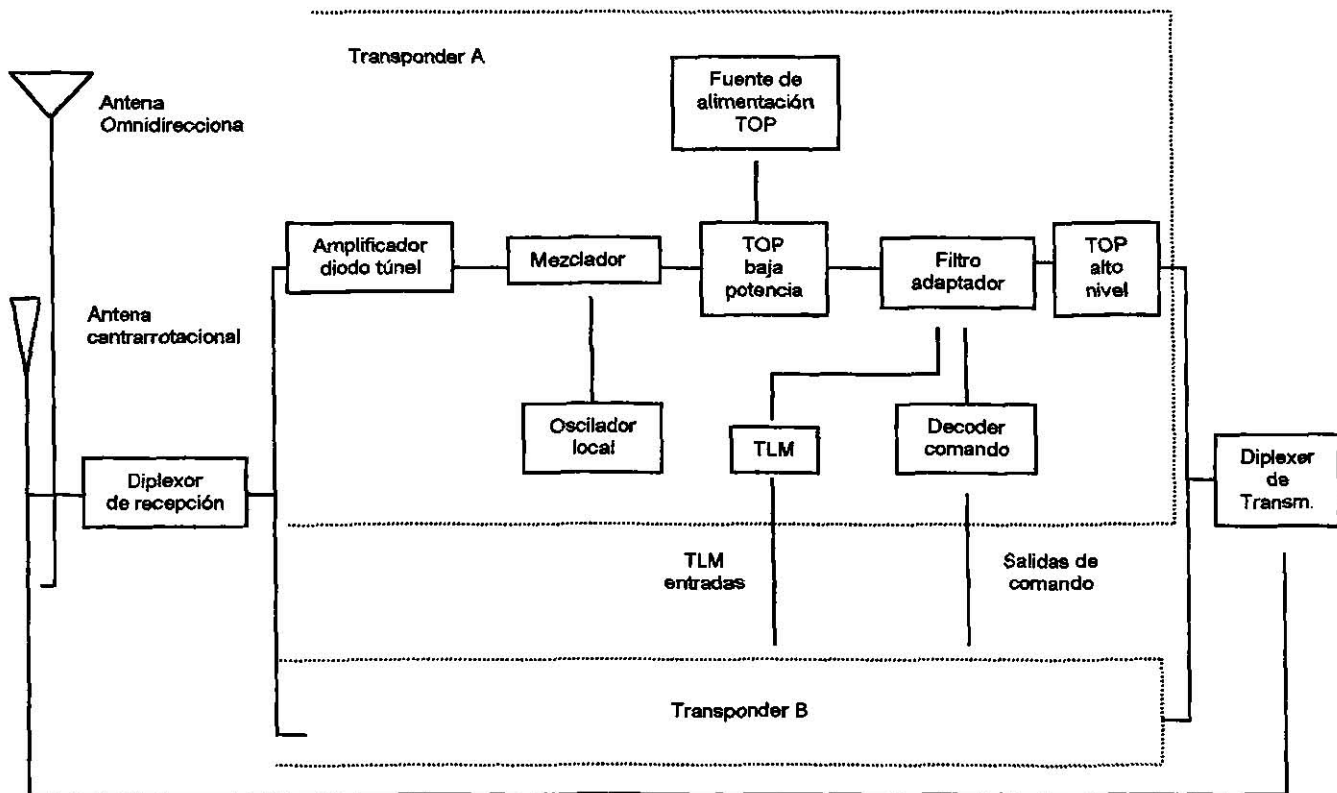 Transponder A
Antena
Omnidirecciona
Fuente de
alimentación
TOP
Amplificador
diodo túnel
Mezclador
TOP
baja
potencia
Filtro
adaptador
TOP
alto
nivel
Antena
cantrarrotacional
Oscilador
local
TLM
Decoder
comando
Diplexor
de recepción
Diplexer
de
Transm.
TLM
entradas
Salidas de
comando
Transponder B